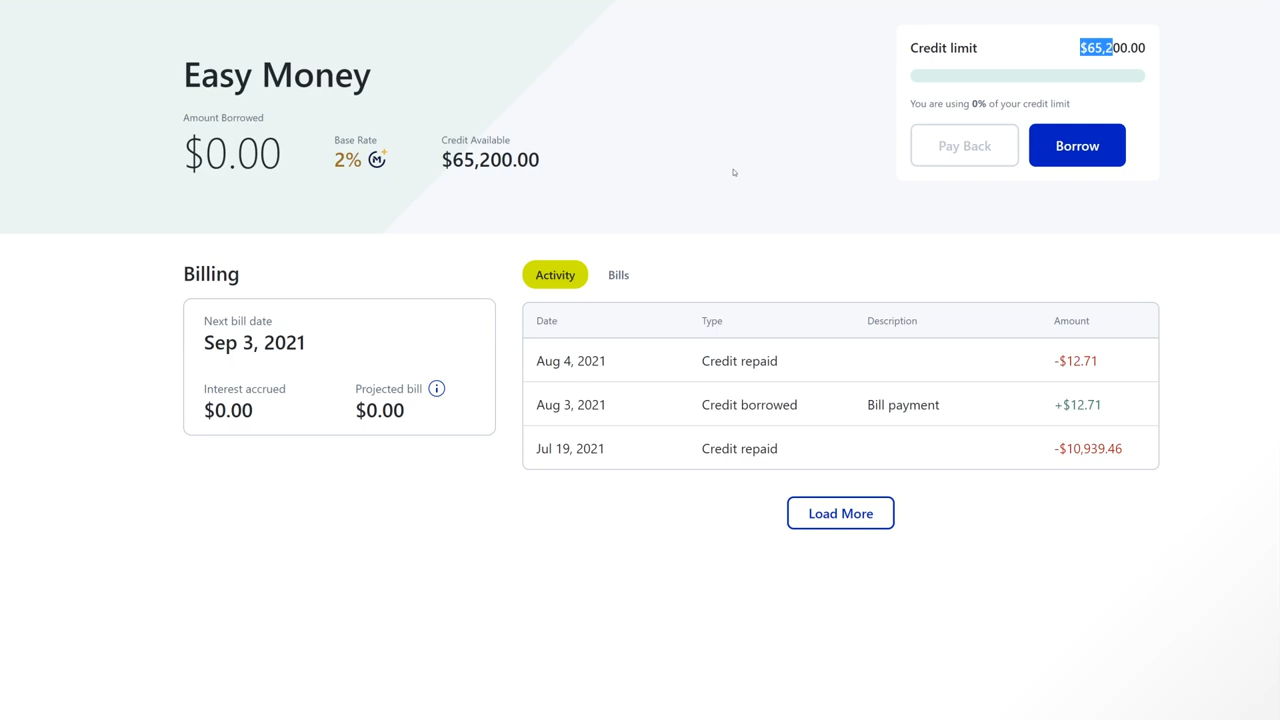 Easy Money
Amount Borrowed
$0.00
Base Rate
2%
Credit Available
$65,200.00
Credit limit
$65,200.00
You are using 0% of your credit limit
Pay Back
Borrow
Billing
Next bill date
Sep 3, 2021
Interest accrued
$0.00
Projected bill
$0.00
Activity
Bills
Date Type Description Amount
Aug 4, 2021 Credit repaid -$12.71
Aug 3, 2021 Credit borrowed Bill payment +$12.71
Jul 19, 2021 Credit repaid -$10,939.46
Load More